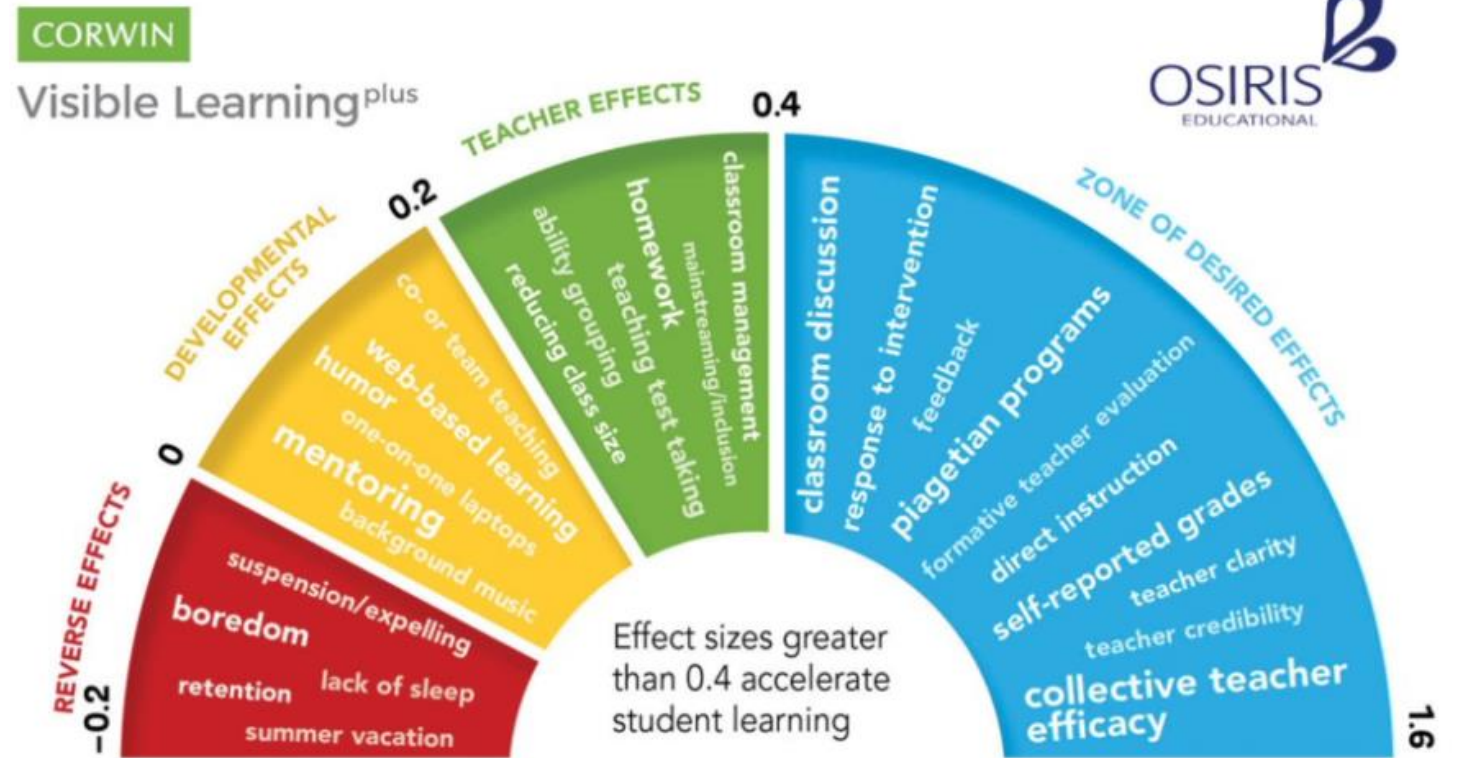 CORWIN
Visible Learningplus
OSIRIS
EDUCATIONAL
REVERSE EFFECTS
DEVELOPMENTAL
EFFECTS
TEACHER EFFECTS
ZONE OF DESIRED EFFECTS
–0.2
0
0.2
0.4
1.6
suspension/expelling
boredom
lack of sleep
retention
summer vacation
co- or team teaching
web-based learning
humor
one-on-one laptops
mentoring
background music
reducing class size
ability grouping
teaching test taking
homework
mainstreaming/inclusion
classroom management
classroom discussion
response to intervention
feedback
piagetian programs
formative teacher evaluation
direct instruction
self-reported grades
teacher clarity
teacher credibility
collective teacher
efficacy
Effect sizes greater
than 0.4 accelerate
student learning